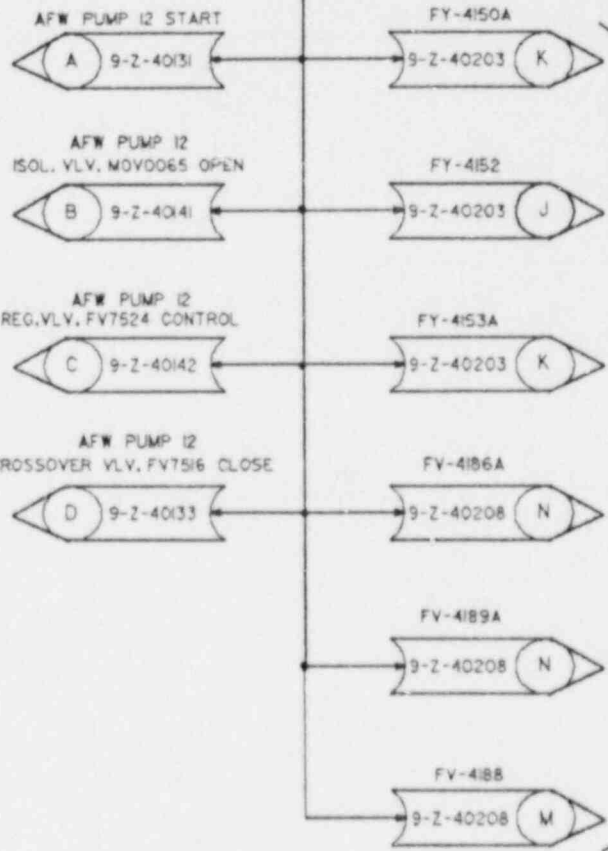 AFW PUMP 12 START
A 9-Z-40131
AFW PUMP 12
ISOL. VLV. MOV0065 OPEN
B 9-Z-40141
AFW PUMP 12
REG.VLV. FV7524 CONTROL
C 9-Z-40142
AFW PUMP 12
ROSSOVER VLV. FV7516 CLOSE
D 9-Z-40133
FY-4150A
9-Z-40203 K
FY-4152
9-Z-40203 J
FY-4153A
9-Z-40203 K
FV-4186A
9-Z-40208 N
FV-4189A
9-Z-40208 N
FV-4188
9-Z-40208 M